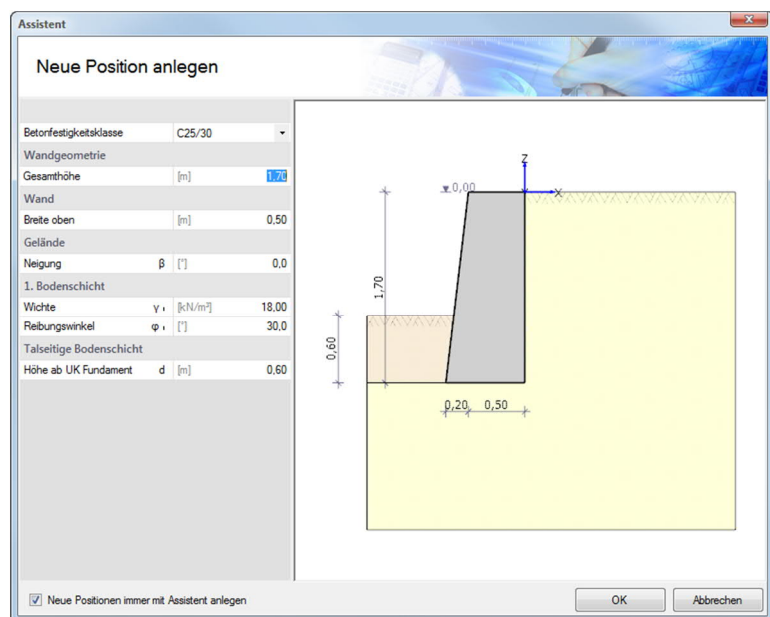 Assistent
Neue Position anlegen
Betonfestigkeitsklasse C25/30
Wandgeometrie
Gesamthöhe [m] 1,70
Wand
Breite oben [m] 0,50
Gelände
Neigung β [°] 0,0
1. Bodenschicht
Wichte γ 1 [kN/m³] 18,00
Reibungswinkel φ 1 [°] 30,0
Talseitige Bodenschicht
Höhe ab UK Fundament d [m] 0,60
Z
0,00
X
1,70
0,60
0,20 0,50
Neue Positionen immer mit Assistent anlegen
OK Abbrechen